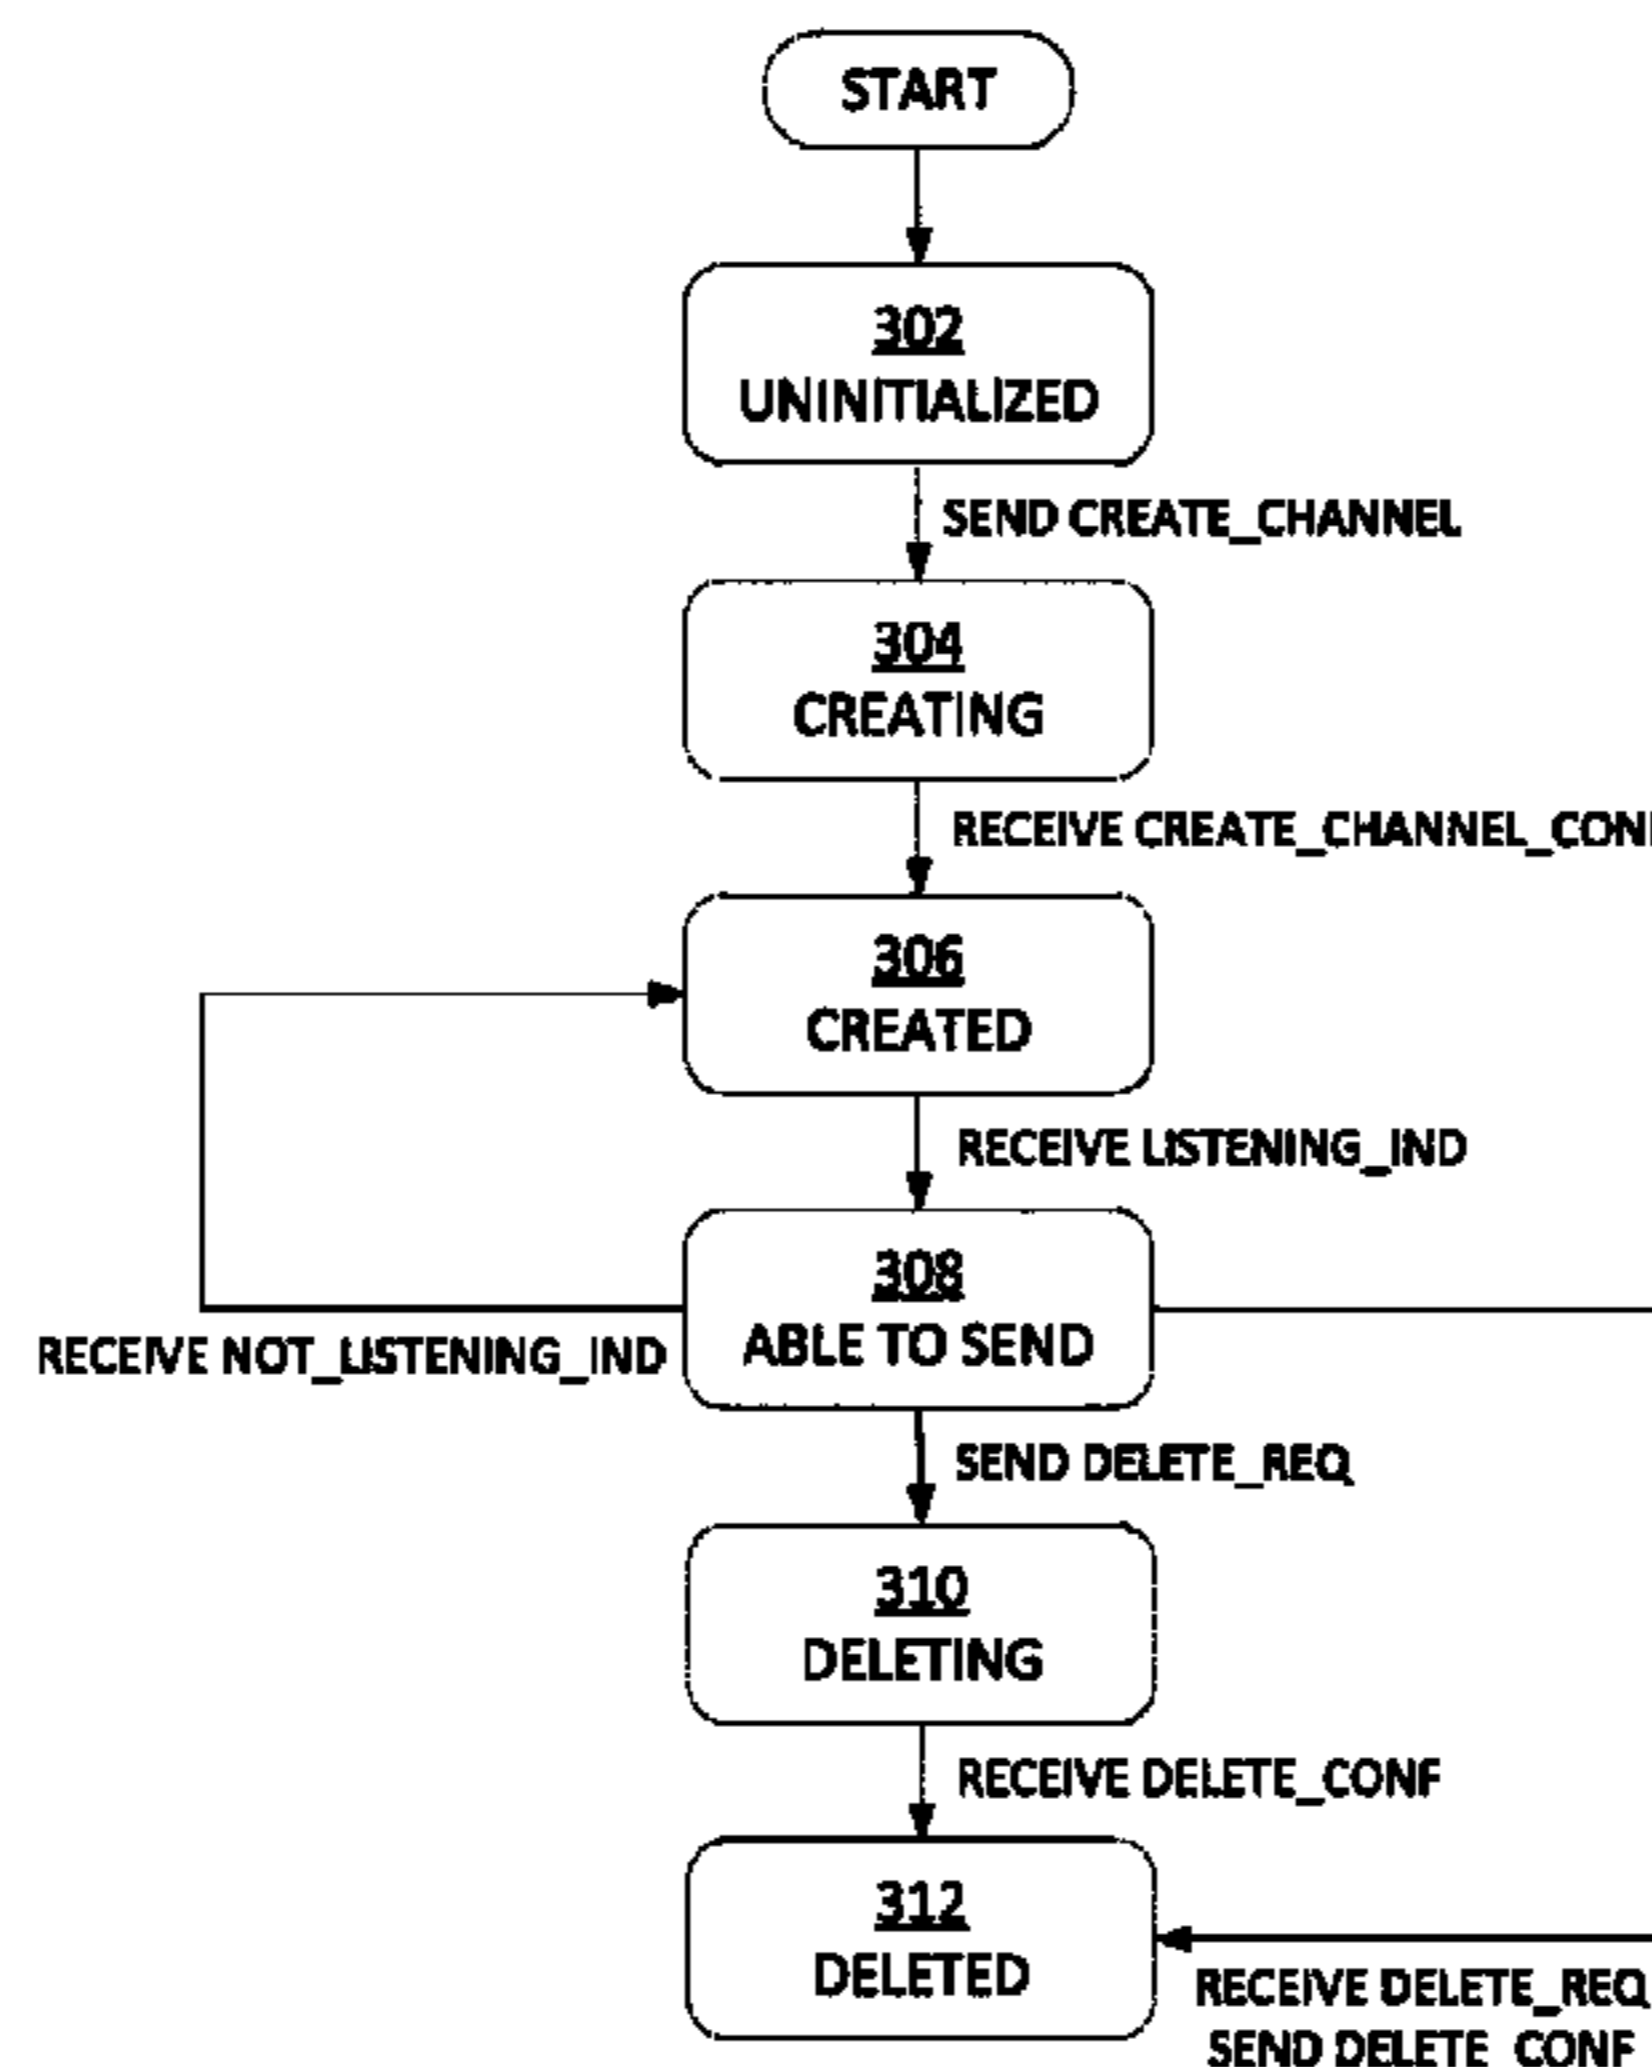 START
302
UNINITIALIZED
SEND CREATE_CHANNEL
304
CREATING
RECEIVE CREATE_CHANNEL_CON
306
CREATED
RECEIVE LISTENING_IND
308
ABLE TO SEND
RECEIVE NOT_LISTENING_IND
SEND DELETE_REQ
310
DELETING
RECEIVE DELETE_CONF
312
DELETED
RECEIVE DELETE_REQ
SEND DELETE_CONF